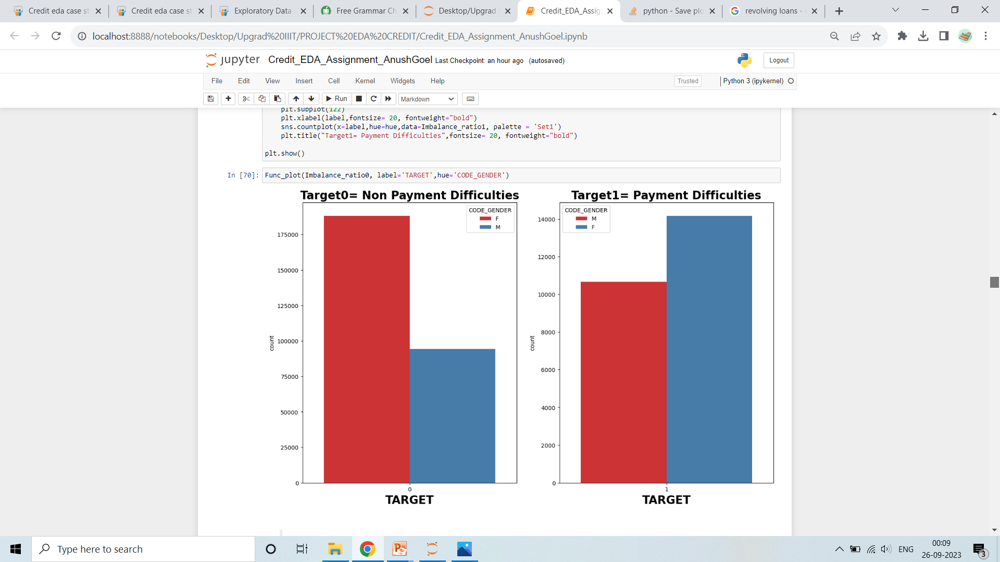 Credit eda case st
Credit eda case st
Exploratory Data
Free Grammar Ch
Desktop/Upgrad
Credit_EDA_Assig
python - Save plo
revolving loans -
localhost:8888/notebooks/Desktop/Upgrad%20IIIT/PROJECT%20EDA%20CREDIT/Credit_EDA_Assignment_AnushGoel.ipynb
jupyter Credit_EDA_Assignment_AnushGoel Last Checkpoint: an hour ago (autosaved)
Logout
File Edit View Insert Cell Kernel Widgets Help
Trusted
Python 3 (ipykernel)
Run
Markdown
plt.subplot(122)
plt.xlabel(label,fontsize= 20, fontweight="bold")
sns.countplot(x=label,hue=hue,data=Imbalance_ratio1, palette = 'Set1')
plt.title("Target1= Payment Difficulties",fontsize= 20, fontweight="bold")
plt.show()
In [70]: Func_plot(Imbalance_ratio0, label='TARGET',hue='CODE_GENDER')
Target0= Non Payment Difficulties
CODE_GENDER
F
M
175000
150000
125000
100000
75000
50000
25000
0
count
0
TARGET
Target1= Payment Difficulties
CODE_GENDER
M
F
14000
12000
10000
8000
6000
4000
2000
0
count
1
TARGET
Type here to search
ENG
00:09
26-09-2023
3